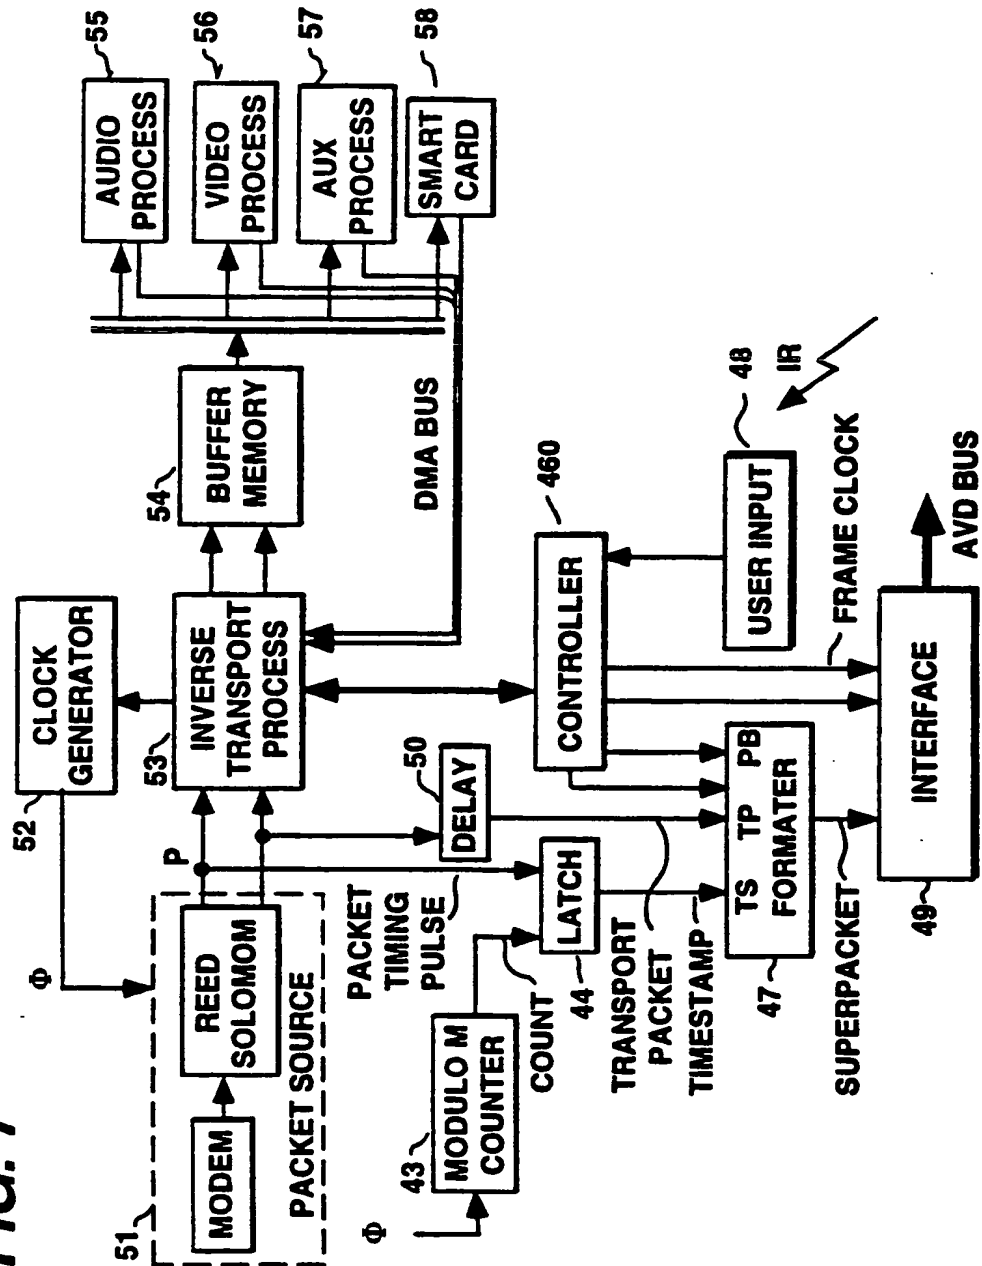 FIG. 7
55
AUDIO
PROCESS
56
VIDEO
PROCESS
57
AUX
PROCESS
58
SMART
CARD
54
BUFFER
MEMORY
DMA BUS
52
CLOCK
GENERATOR
Φ
53
INVERSE
TRANSPORT
PROCESS
P
51
MODEM
REED
SOLOMOM
PACKET SOURCE
PACKET
TIMING
PULSE
50
DELAY
460
CONTROLLER
48
IR
USER INPUT
FRAME CLOCK
Φ
43
MODULO M
COUNTER
COUNT
44
LATCH
TRANSPORT
PACKET
TIMESTAMP
47
TS TP PB
FORMATER
SUPERPACKET
49
INTERFACE
AVD BUS